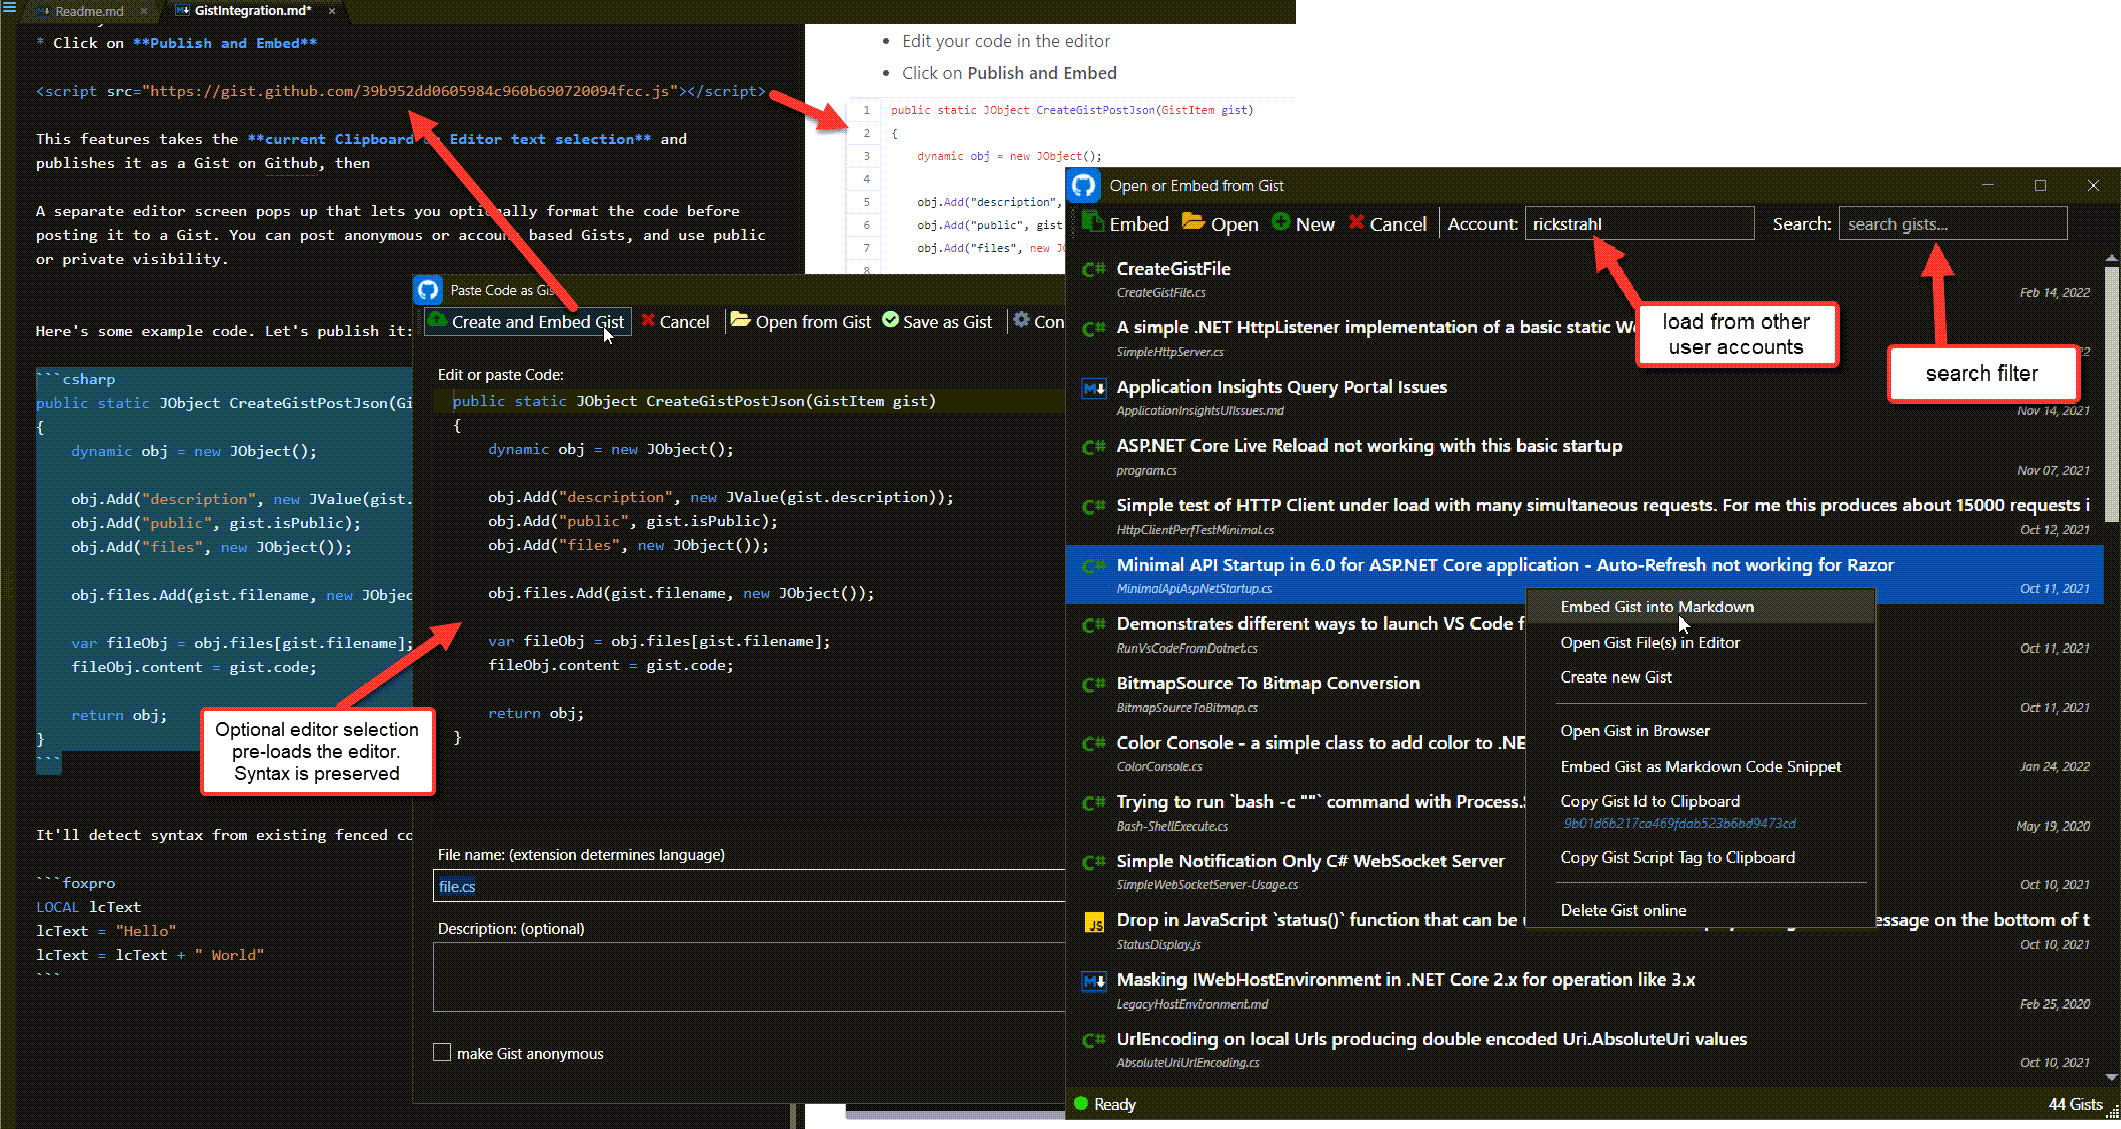 Readme.md
GistIntegration.md*
* Click on **Publish and Embed**
<script src="https://gist.github.com/39b952dd0605984c960b690720094fcc.js"></script>
This features takes the **current Clipboard Editor text selection** and
publishes it as a Gist on Github, then
A separate editor screen pops up that lets you optionally format the code before
posting it to a Gist. You can post anonymous or account based Gists, and use public
or private visibility.
Here's some example code. Let's publish it:
```csharp
public static JObject CreateGistPostJson(Gi
{
dynamic obj = new JObject();
obj.Add("description", new JValue(gist.
obj.Add("public", gist.isPublic);
obj.Add("files", new JObject());
obj.files.Add(gist.filename, new JObjec
var fileObj = obj.files[gist.filename];
fileObj.content = gist.code;
return obj;
}
```
Optional editor selection
pre-loads the editor.
Syntax is preserved
It'll detect syntax from existing fenced co
```foxpro
LOCAL lcText
lcText = "Hello"
lcText = lcText + " World"
```
• Edit your code in the editor
• Click on Publish and Embed
1 public static JObject CreateGistPostJson(GistItem gist)
2 {
3 dynamic obj = new JObject();
4
5 obj.Add("description",
6 obj.Add("public", gist
7 obj.Add("files", new JO
8
Paste Code as Gis
Create and Embed Gist Cancel Open from Gist Save as Gist Con
Edit or paste Code:
public static JObject CreateGistPostJson(GistItem gist)
{
dynamic obj = new JObject();
obj.Add("description", new JValue(gist.description));
obj.Add("public", gist.isPublic);
obj.Add("files", new JObject());
obj.files.Add(gist.filename, new JObject());
var fileObj = obj.files[gist.filename];
fileObj.content = gist.code;
return obj;
}
File name: (extension determines language)
file.cs
Description: (optional)
make Gist anonymous
Open or Embed from Gist
Embed Open New Cancel Account: rickstrahl Search: search gists...
load from other
user accounts
search filter
C# CreateGistFile
CreateGistFile.cs Feb 14, 2022
C# A simple .NET HttpListener implementation of a basic static We
SimpleHttpServer.cs
M↓ Application Insights Query Portal Issues
ApplicationInsightsUIIssues.md Nov 14, 2021
C# ASP.NET Core Live Reload not working with this basic startup
program.cs Nov 07, 2021
C# Simple test of HTTP Client under load with many simultaneous requests. For me this produces about 15000 requests i
HttpClientPerfTestMinimal.cs Oct 12, 2021
C# Minimal API Startup in 6.0 for ASP.NET Core application - Auto-Refresh not working for Razor
MinimalApiAspNetStartup.cs Oct 11, 2021
C# Demonstrates different ways to launch VS Code f
RunVsCodeFromDotnet.cs Oct 11, 2021
C# BitmapSource To Bitmap Conversion
BitmapSourceToBitmap.cs Oct 11, 2021
C# Color Console - a simple class to add color to .NE
ColorConsole.cs Jan 24, 2022
C# Trying to run `bash -c ""` command with Process.S
Bash-ShellExecute.cs May 19, 2020
C# Simple Notification Only C# WebSocket Server
SimpleWebSocketServer-Usage.cs Oct 10, 2021
JS Drop in JavaScript `status()` function that can be essage on the bottom of t
StatusDisplay.js Oct 10, 2021
M↓ Masking IWebHostEnvironment in .NET Core 2.x for operation like 3.x
LegacyHostEnvironment.md Feb 25, 2020
C# UrlEncoding on local Urls producing double encoded Uri.AbsoluteUri values
AbsoluteUriUrlEncoding.cs Oct 10, 2021
Embed Gist into Markdown
Open Gist File(s) in Editor
Create new Gist
Open Gist in Browser
Embed Gist as Markdown Code Snippet
Copy Gist Id to Clipboard
9b01d6b217ca469fdab523b6bd9473cd
Copy Gist Script Tag to Clipboard
Delete Gist online
Ready
44 Gists